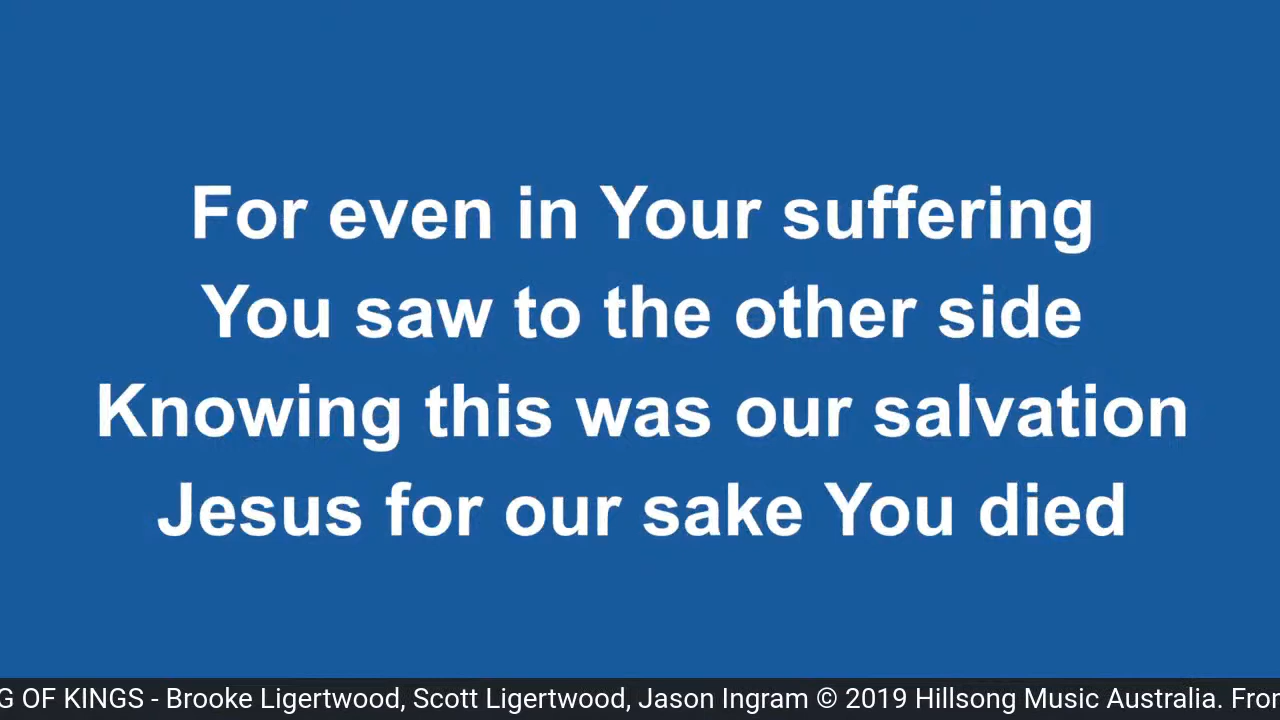 For even in Your suffering
You saw to the other side
Knowing this was our salvation
Jesus for our sake You died
G OF KINGS - Brooke Ligertwood, Scott Ligertwood, Jason Ingram © 2019 Hillsong Music Australia. Fror